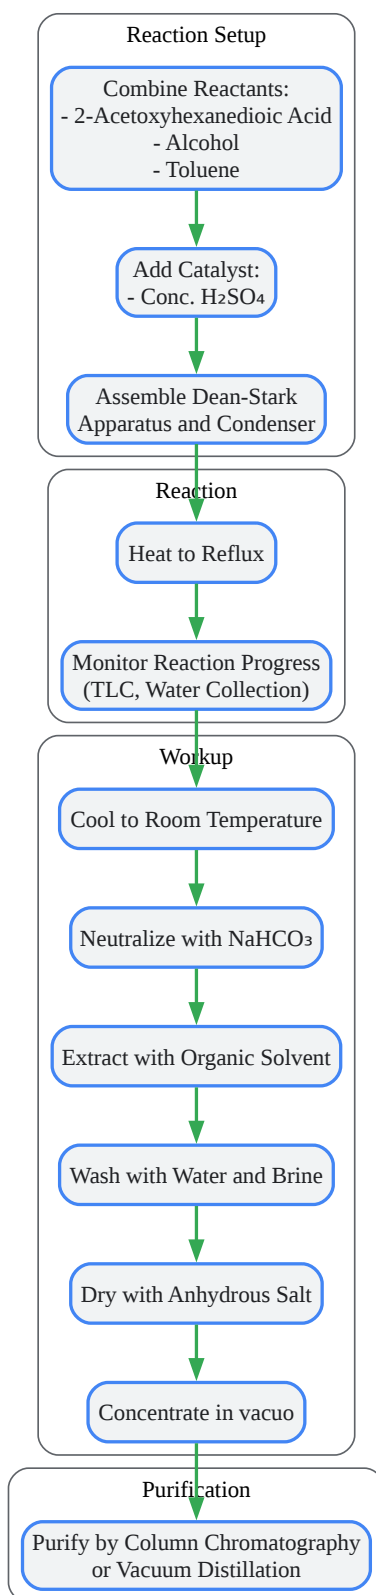 Reaction Setup
Combine Reactants:
- 2-Acetoxyhexanedioic Acid
- Alcohol
- Toluene
Add Catalyst:
- Conc. H₂SO₄
Assemble Dean-Stark
Apparatus and Condenser
Reaction
Heat to Reflux
Monitor Reaction Progress
(TLC, Water Collection)
Workup
Cool to Room Temperature
Neutralize with NaHCO₃
Extract with Organic Solvent
Wash with Water and Brine
Dry with Anhydrous Salt
Concentrate in vacuo
Purification
Purify by Column Chromatography
or Vacuum Distillation